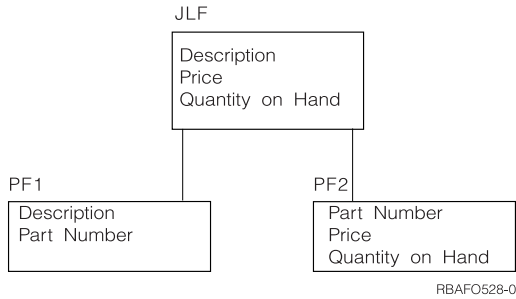 JLF
Description
Price
Quantity on Hand
PF1
Description
Part Number
PF2
Part Number
Price
Quantity on Hand
RBAFO528-0